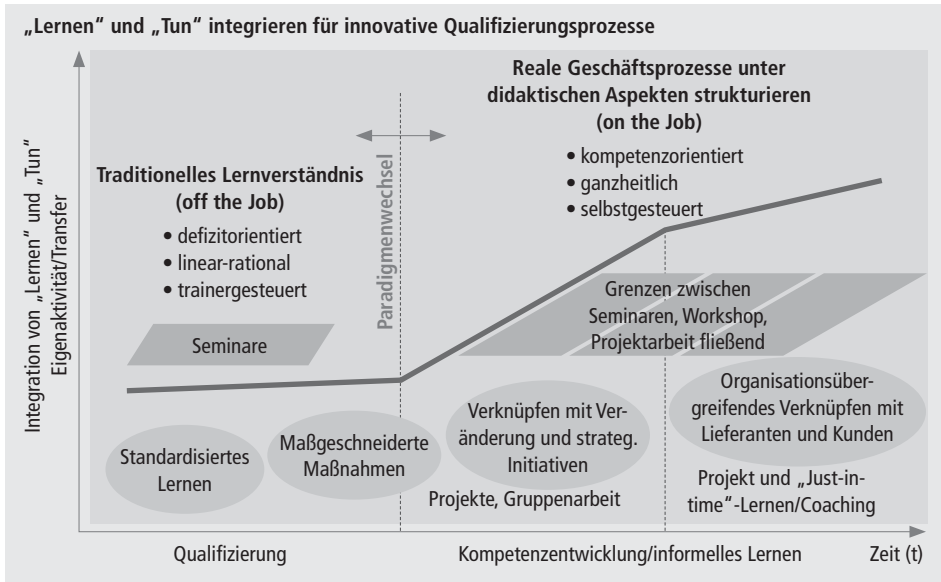 „Lernen“ und „Tun“ integrieren für innovative Qualifizierungsprozesse
Integration von „Lernen“ und „Tun“
Eigenaktivität/Transfer
Traditionelles Lernverständnis
(off the Job)
• defizitorientiert
• linear-rational
• trainergesteuert
Seminare
Paradigmenwechsel
Reale Geschäftsprozesse unter
didaktischen Aspekten strukturieren
(on the Job)
• kompetenzorientiert
• ganzheitlich
• selbstgesteuert
Grenzen zwischen
Seminaren, Workshop,
Projektarbeit fließend
Standardisiertes
Lernen
Maßgeschneiderte
Maßnahmen
Verknüpfen mit Ver-
änderung und strateg.
Initiativen
Projekte, Gruppenarbeit
Organisationsüber-
greifendes Verknüpfen mit
Lieferanten und Kunden
Projekt und „Just-in-
time“-Lernen/Coaching
Qualifizierung
Kompetenzentwicklung/informelles Lernen
Zeit (t)